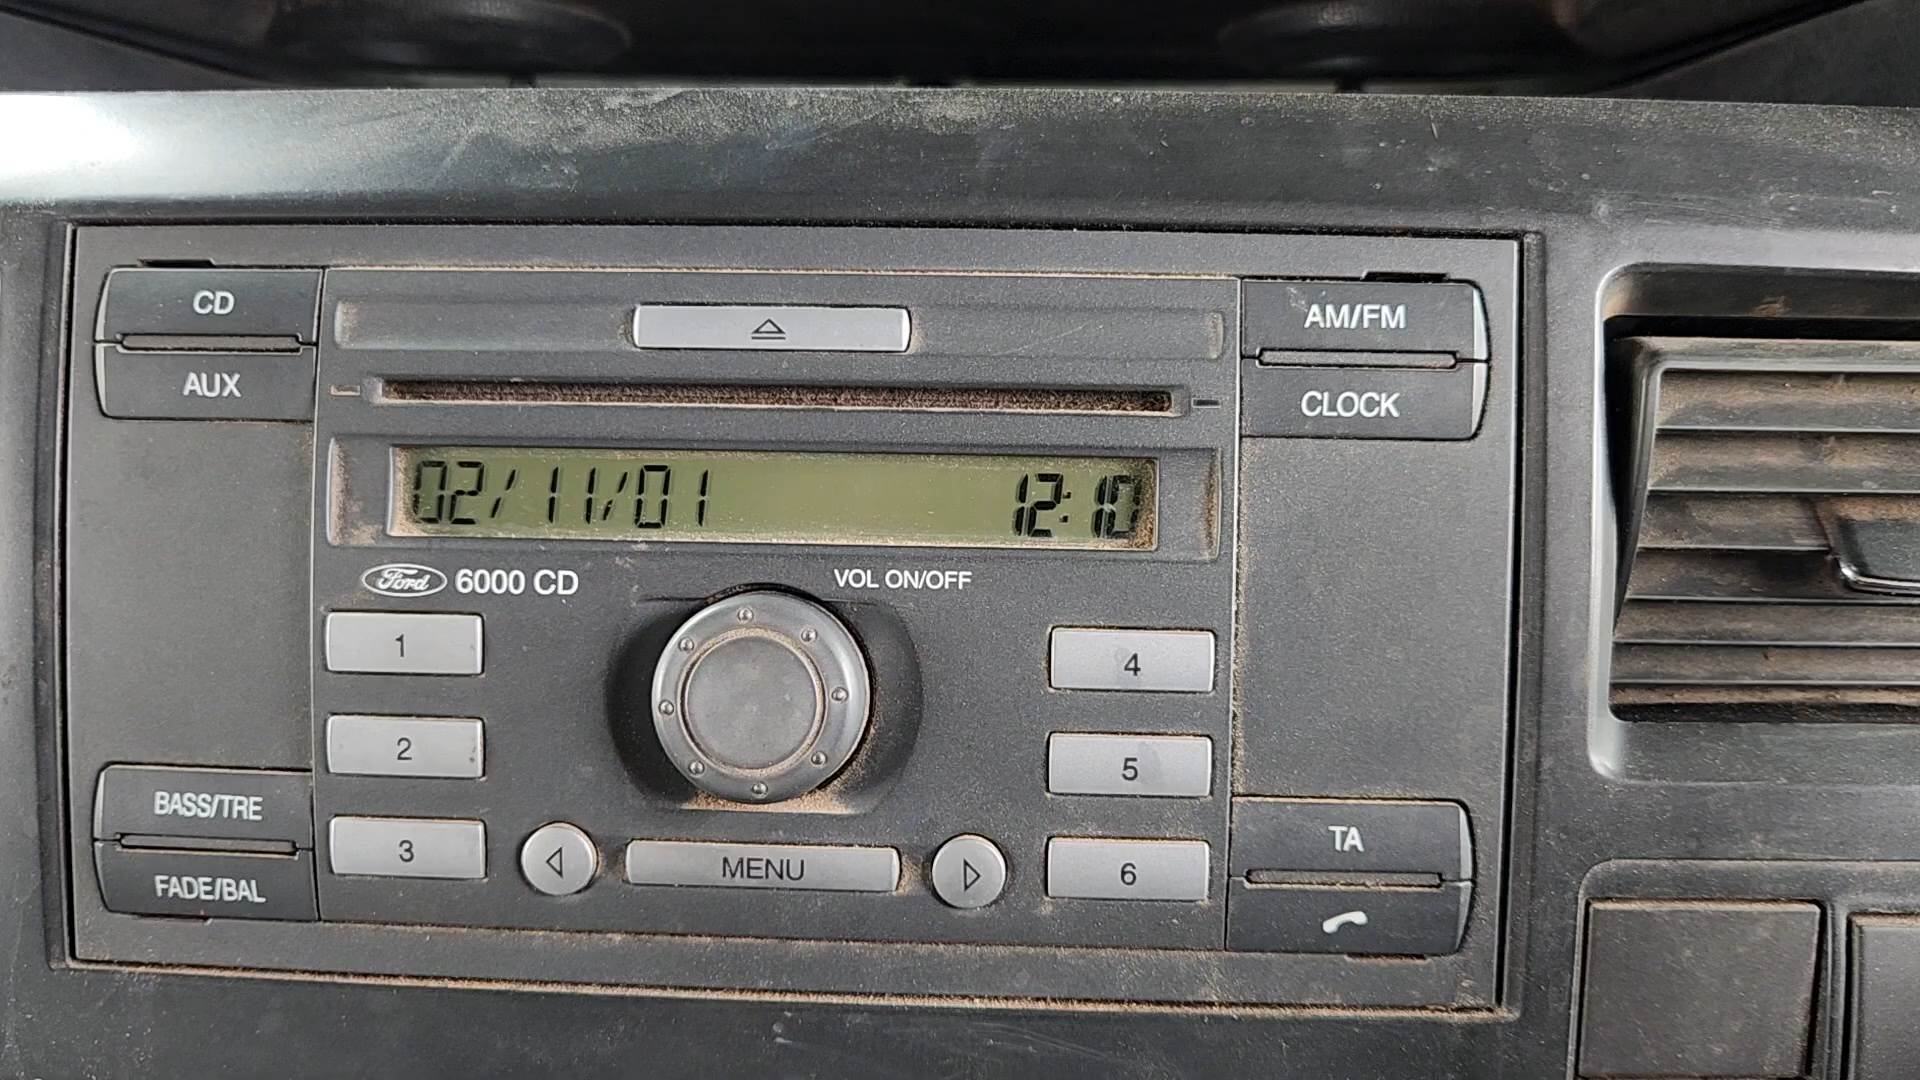 CD
AM/FM
AUX
CLOCK
02/11/01 12:10
Ford 6000 CD
VOL ON/OFF
1
4
2
5
BASS/TRE
TA
3
MENU
6
FADE/BAL